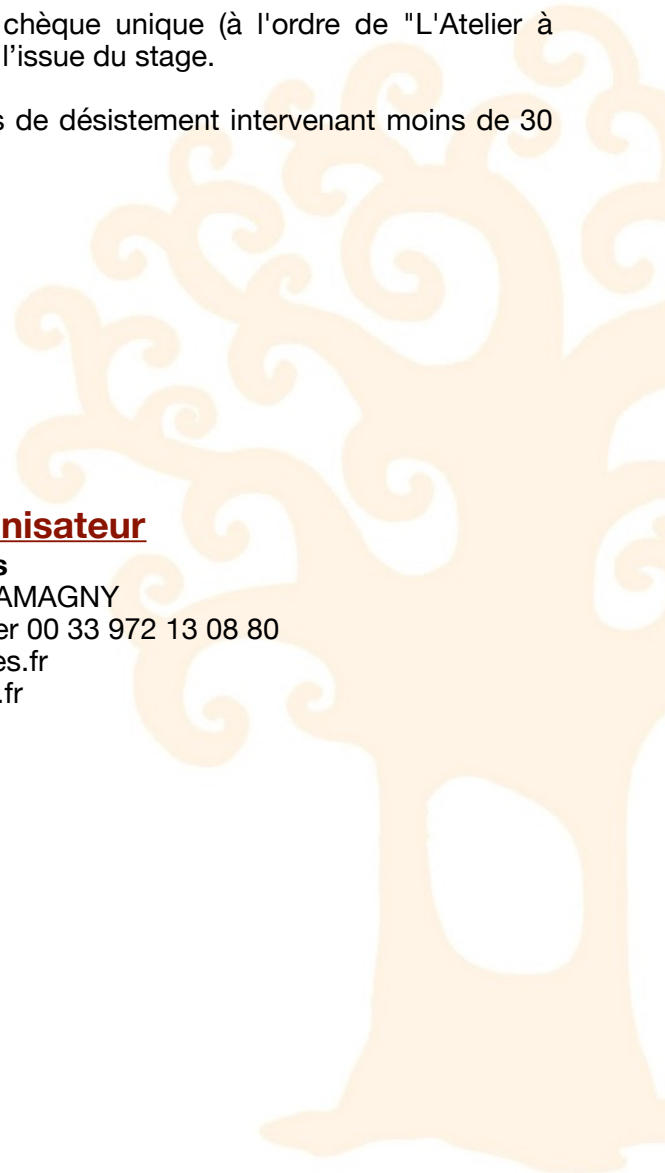 chèque unique (à l'ordre de "L'Atelier à
l’issue du stage.
s de désistement intervenant moins de 30
nisateur
s
AMAGNY
er 00 33 972 13 08 80
es.fr
.fr